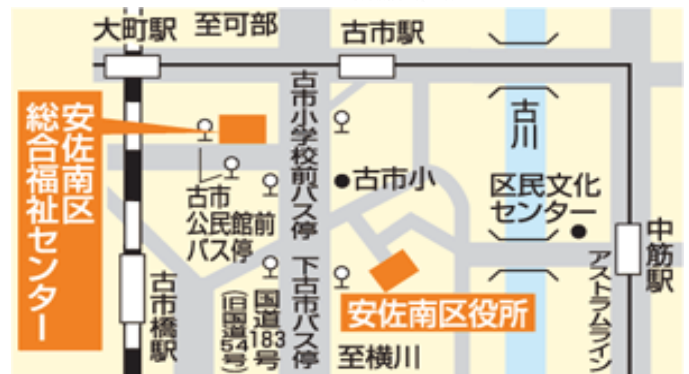 大町駅
至可部
古市駅
安佐南区
総合福祉センター
古市小学校前バス停
古川
古市小
区民文化
センター
古市
公民館前
バス停
中筋駅
アストラムライン
古市橋駅
国道183号
(旧国道54号)
下古市バス停
安佐南区役所
至横川